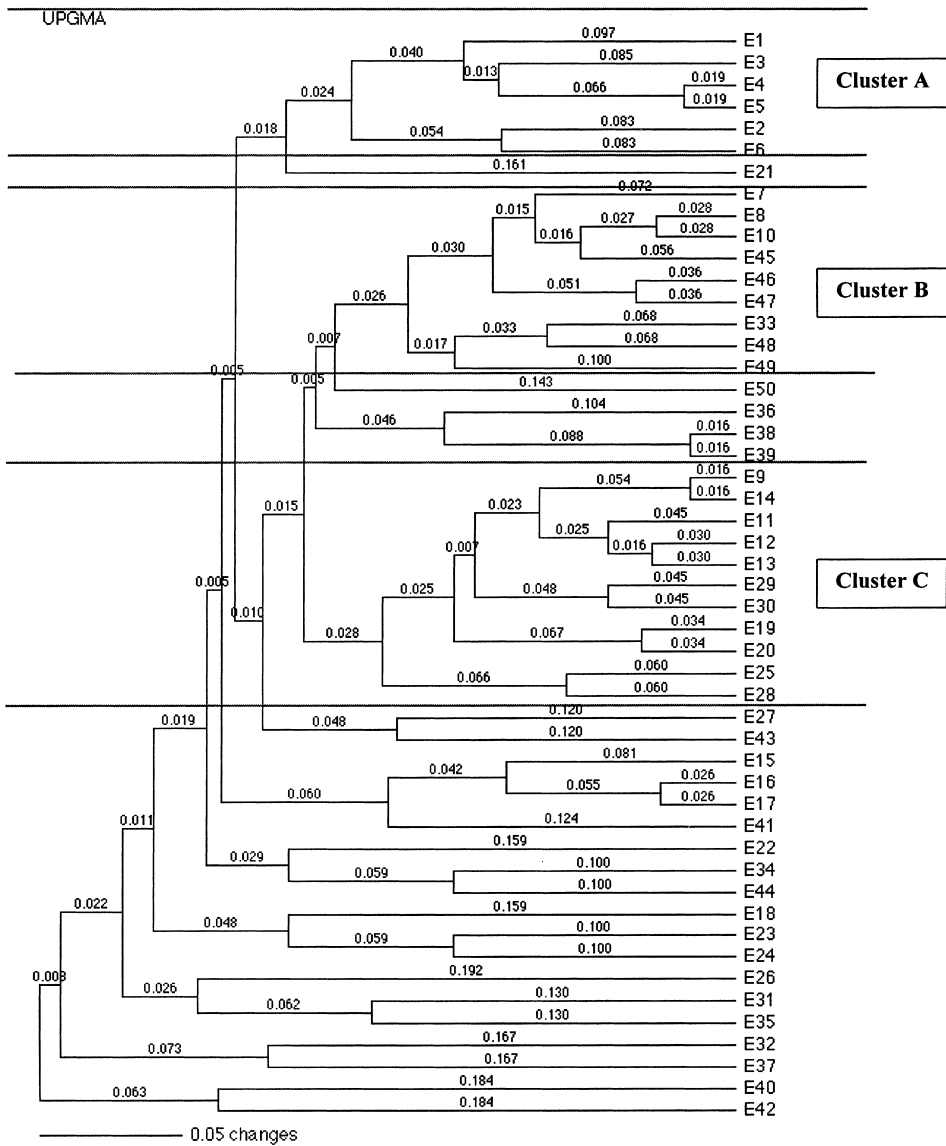 UPGMA
0.097 E1
0.040
0.085 E3
0.013
Cluster A
0.019 E4
0.066
0.024
0.019 E5
0.083 E2
0.018
0.054
0.083 E6
0.161 E21
0.072 E7
0.015
0.028 E8
0.027
0.016
0.028 E10
0.030
0.056 E45
0.036 E46
0.051
Cluster B
0.026
0.036 E47
0.068 E33
0.033
0.007
0.017
0.068 E48
0.100 E49
0.005
0.005
0.143 E50
0.104 E36
0.046
0.016 E38
0.088
0.016 E39
0.016 E9
0.054
0.016 E14
0.023
0.015
0.045 E11
0.025
0.030 E12
0.007
0.016
0.030 E13
0.005
0.045 E29
Cluster C
0.025
0.048
0.045 E30
0.010
0.034 E19
0.028
0.067
0.034 E20
0.060 E25
0.066
0.060 E28
0.120 E27
0.019
0.048
0.120 E43
0.081 E15
0.042
0.026 E16
0.055
0.060
0.026 E17
0.011
0.124 E41
0.159 E22
0.029
0.100 E34
0.059
0.100 E44
0.022
0.159 E18
0.048
0.100 E23
0.059
0.100 E24
0.008
0.192 E26
0.026
0.130 E31
0.062
0.130 E35
0.167 E32
0.073
0.167 E37
0.184 E40
0.063
0.184 E42
0.05 changes